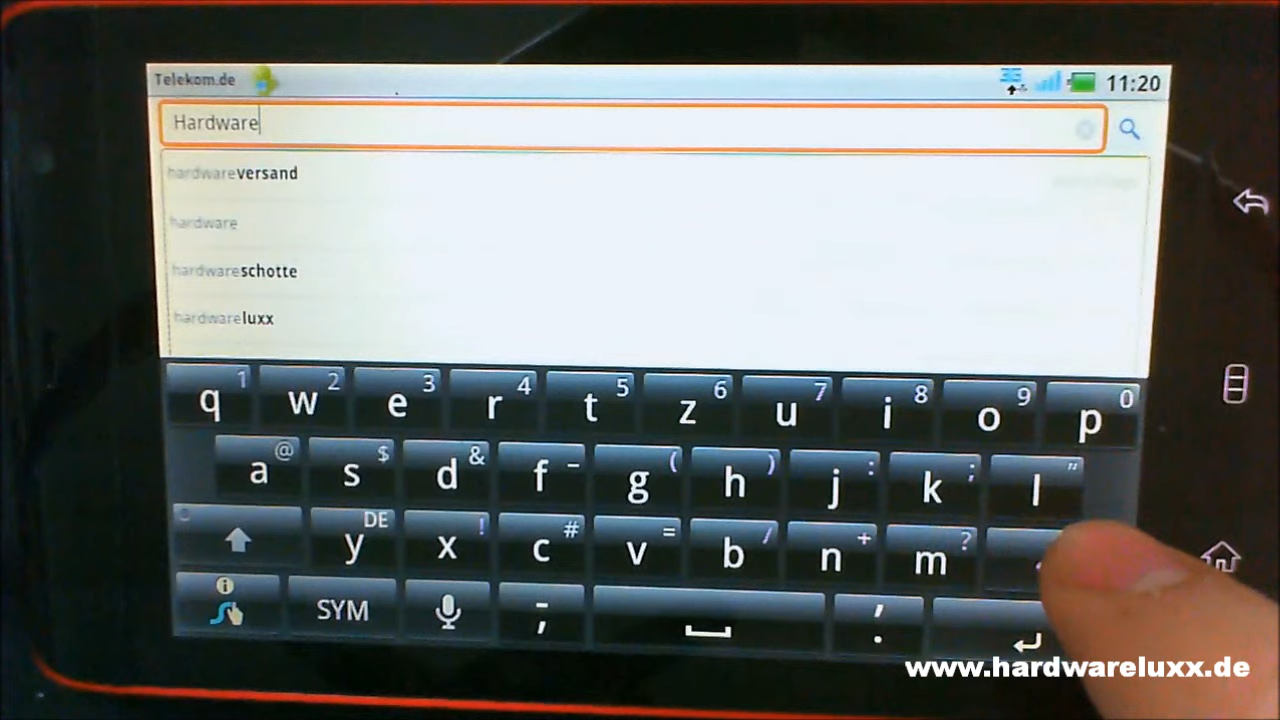 Telekom.de 3G 11:20
Hardware
hardwareversand
hardware
hardwareschotte
hardwareluxx
1 2 3 4 5 6 7 8 9 0
q w e r t z u i o p
@ $ & – ( ) : ; "
a s d f g h j k l
DE ! # = / + ?
y x c v b n m
SYM - ; ' .
www.hardwareluxx.de